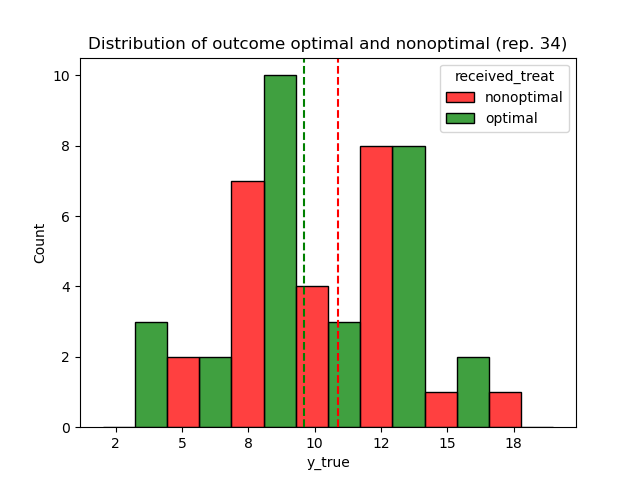 Distribution of outcome optimal and nonoptimal (rep. 34)
received_treat
nonoptimal
optimal
Count
10
8
6
4
2
0
2 5 8 10 12 15 18
y_true